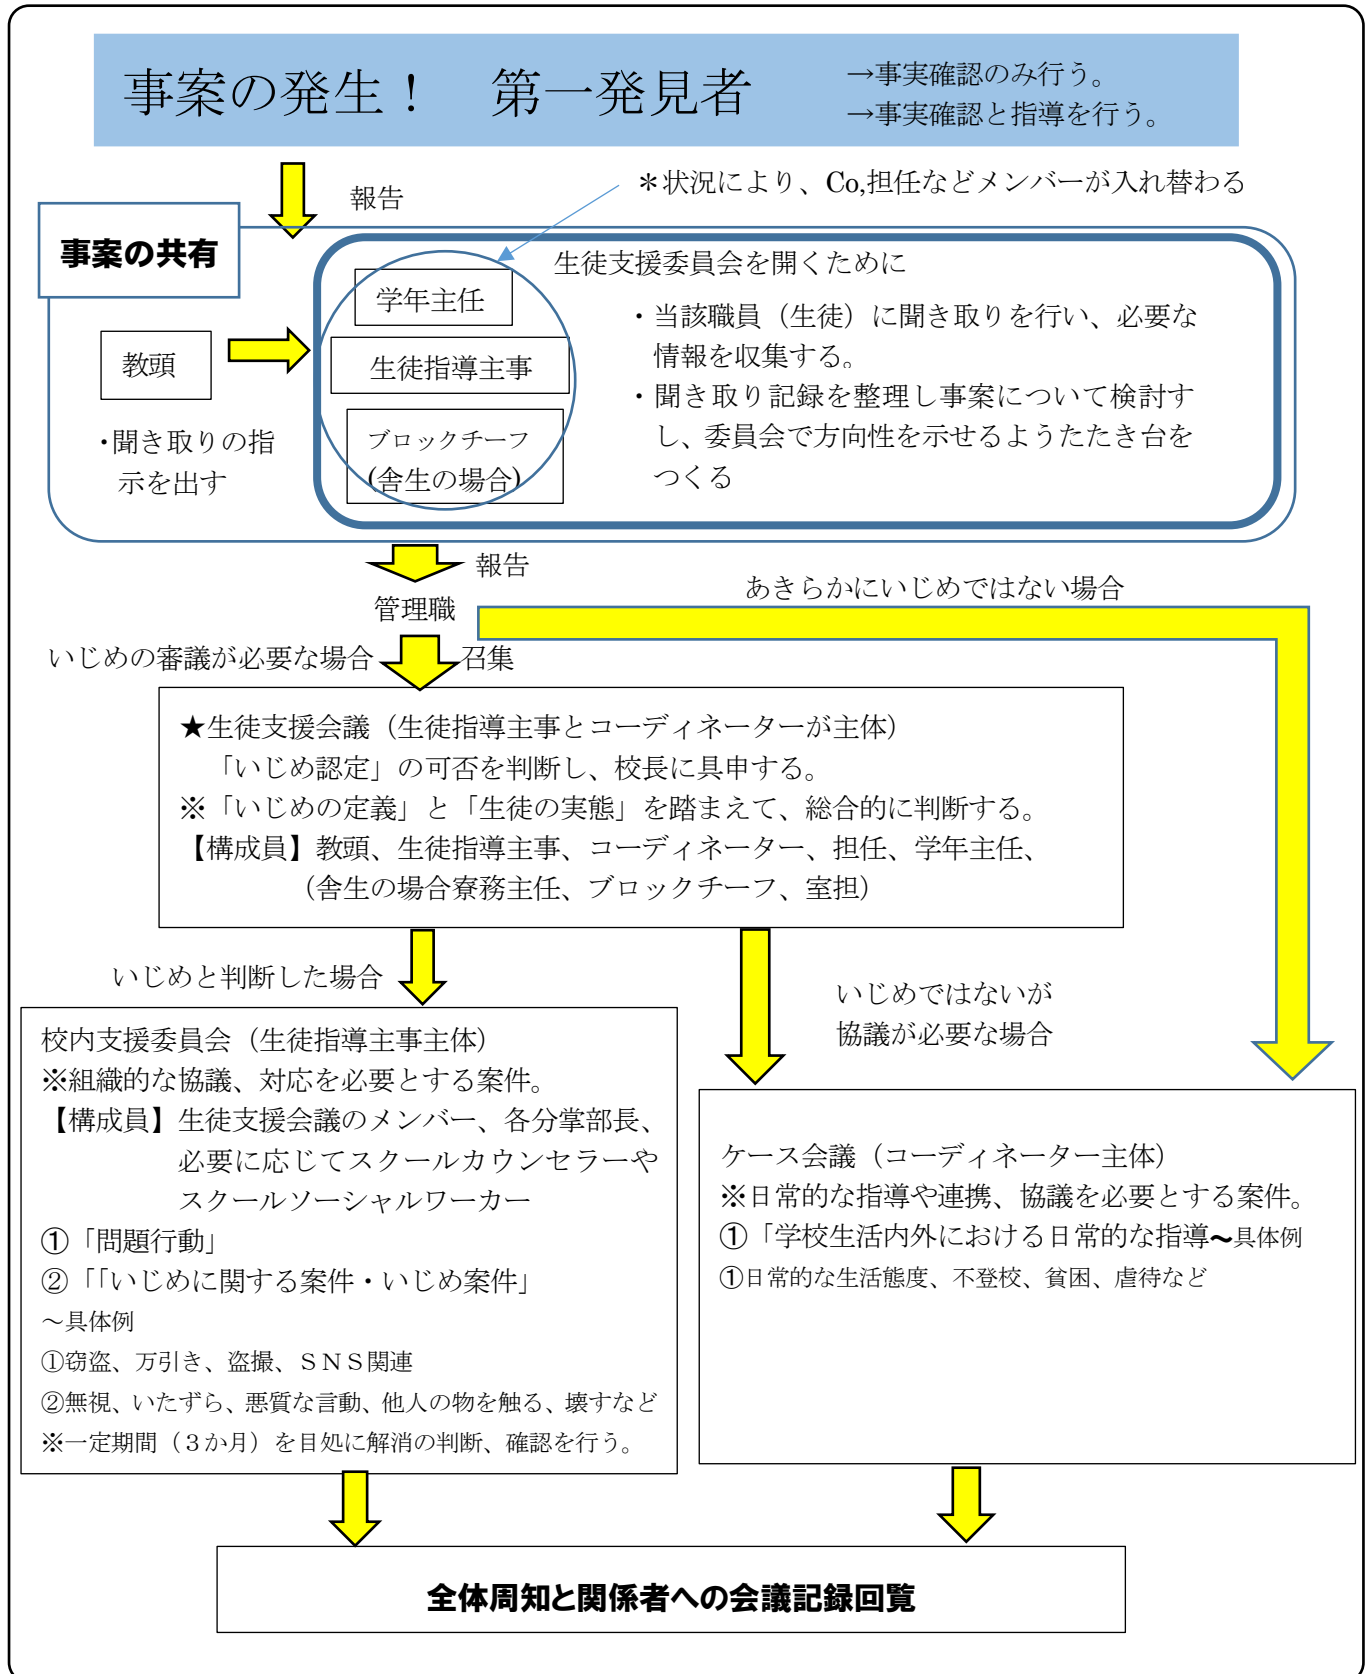 事案の発生！　第一発見者
→事実確認のみ行う。
→事実確認と指導を行う。
報告
＊状況により、Co,担任などメンバーが入れ替わる
事案の共有
教頭
・聞き取りの指
示を出す
学年主任
生徒指導主事
ブロックチーフ
(舎生の場合)
生徒支援委員会を開くために
・当該職員（生徒）に聞き取りを行い、必要な
情報を収集する。
・聞き取り記録を整理し事案について検討す
し、委員会で方向性を示せるようたたき台を
つくる
報告
管理職
あきらかにいじめではない場合
いじめの審議が必要な場合
召集
★生徒支援会議（生徒指導主事とコーディネーターが主体）
「いじめ認定」の可否を判断し、校長に具申する。
※「いじめの定義」と「生徒の実態」を踏まえて、総合的に判断する。
【構成員】教頭、生徒指導主事、コーディネーター、担任、学年主任、
（舎生の場合寮務主任、ブロックチーフ、室担）
いじめと判断した場合
いじめではないが
協議が必要な場合
校内支援委員会（生徒指導主事主体）
※組織的な協議、対応を必要とする案件。
【構成員】生徒支援会議のメンバー、各分掌部長、
必要に応じてスクールカウンセラーや
スクールソーシャルワーカー
①「問題行動」
②「「いじめに関する案件・いじめ案件」
～具体例
①窃盗、万引き、盗撮、ＳＮＳ関連
②無視、いたずら、悪質な言動、他人の物を触る、壊すなど
※一定期間（３か月）を目処に解消の判断、確認を行う。
ケース会議（コーディネーター主体）
※日常的な指導や連携、協議を必要とする案件。
①「学校生活内外における日常的な指導～具体例
①日常的な生活態度、不登校、貧困、虐待など
全体周知と関係者への会議記録回覧